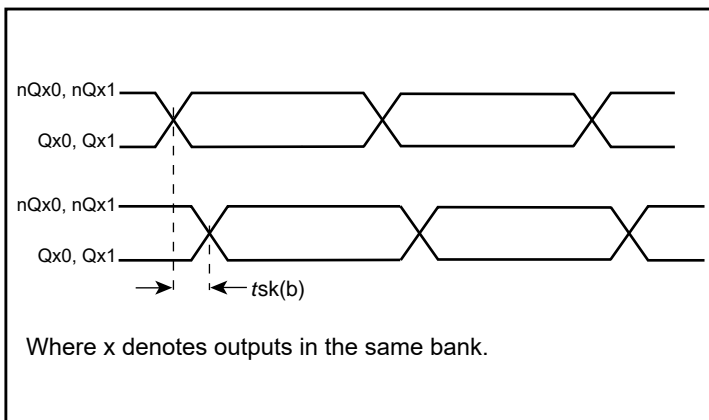 nQx0, nQx1
Qx0, Qx1
nQx0, nQx1
Qx0, Qx1
tsk(b)
Where x denotes outputs in the same bank.